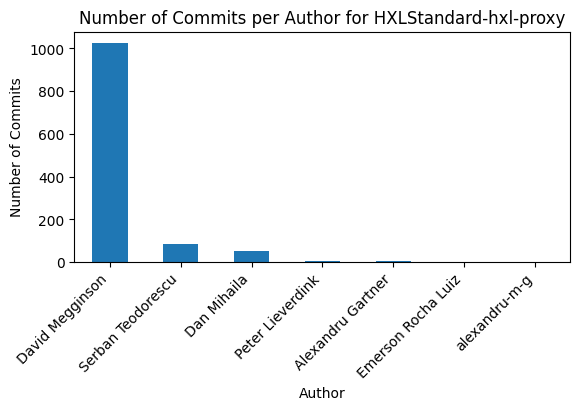 Number of Commits per Author for HXLStandard-hxl-proxy
Number of Commits
1000
800
600
400
200
0
David Megginson
Serban Teodorescu
Dan Mihaila
Peter Lieverdink
Alexandru Gartner
Emerson Rocha Luiz
alexandru-m-g
Author